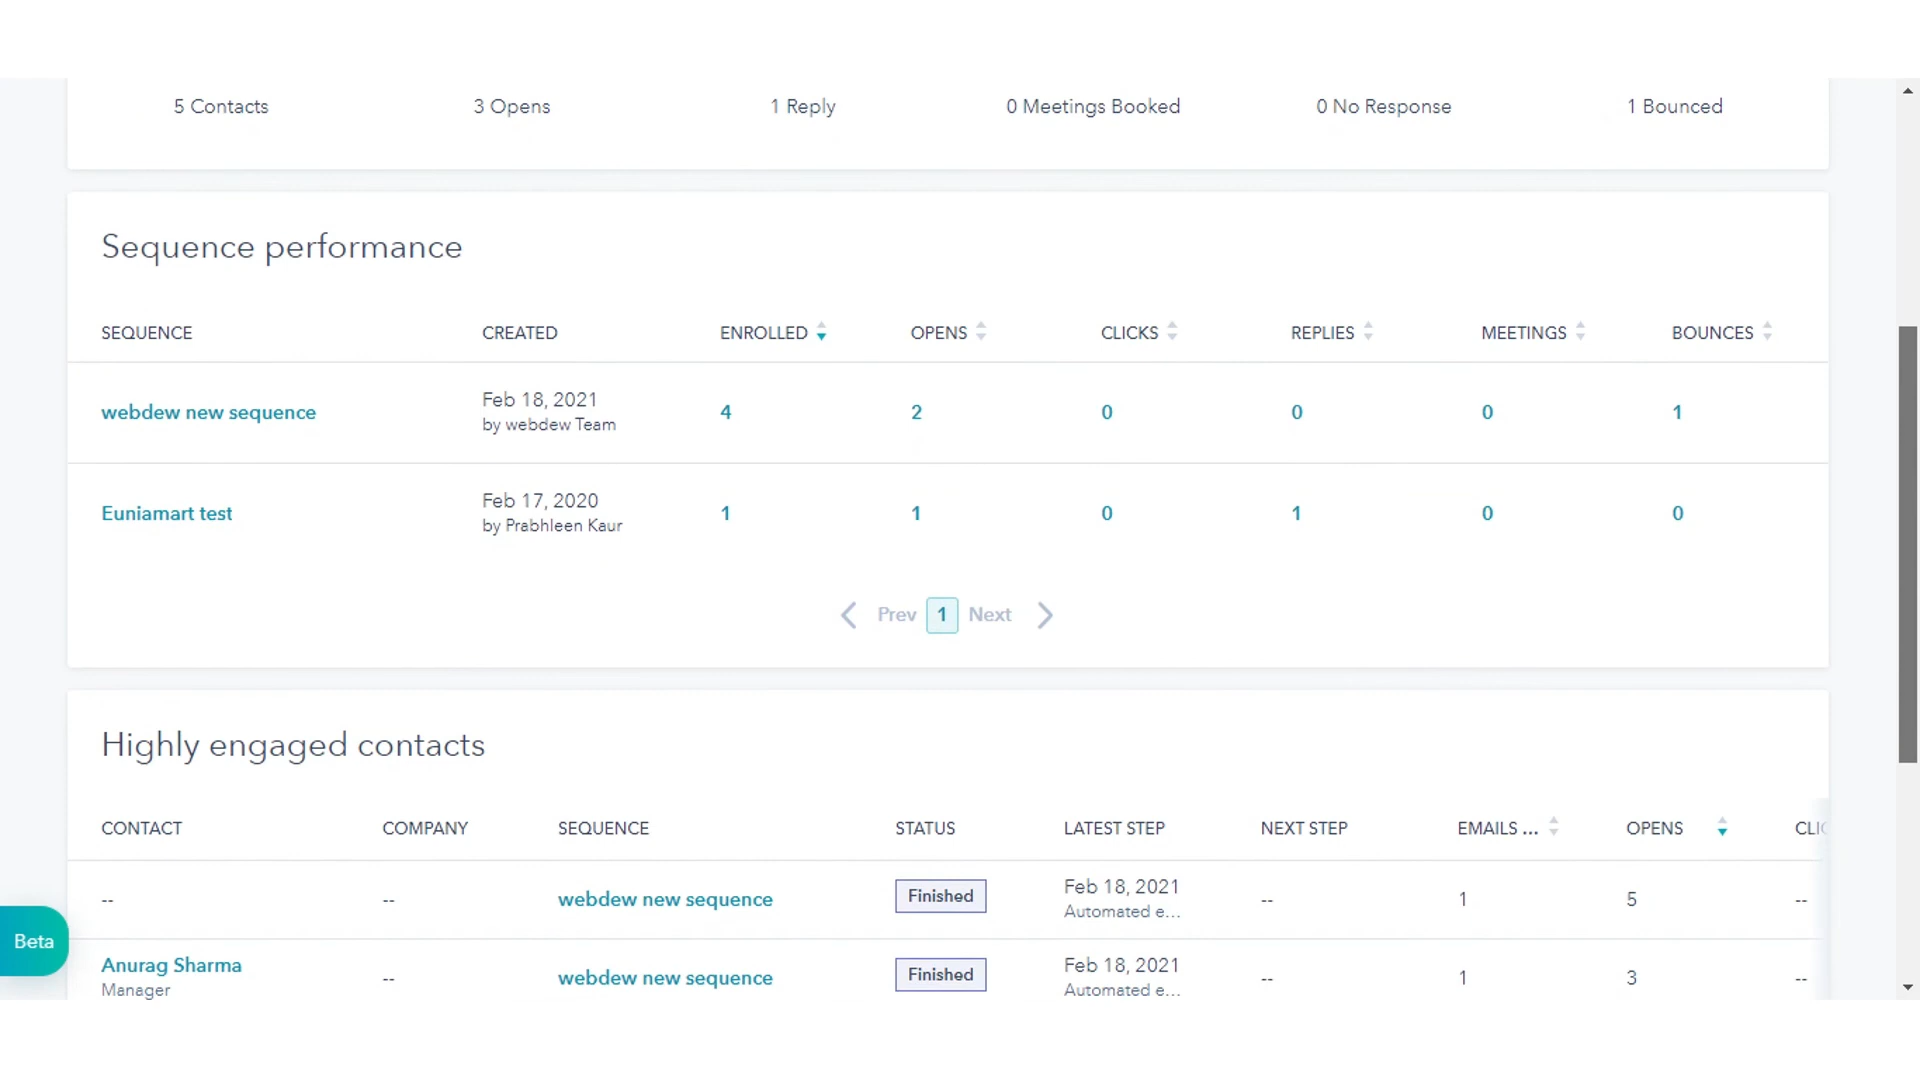 5 Contacts 3 Opens 1 Reply 0 Meetings Booked 0 No Response 1 Bounced
Sequence performance
SEQUENCE CREATED ENROLLED OPENS CLICKS REPLIES MEETINGS BOUNCES
webdew new sequence Feb 18, 2021 4 2 0 0 0 1
by webdew Team
Euniamart test Feb 17, 2020 1 1 0 1 0 0
by Prabhleen Kaur
Prev 1 Next
Highly engaged contacts
CONTACT COMPANY SEQUENCE STATUS LATEST STEP NEXT STEP EMAILS ... OPENS CLIC
-- -- webdew new sequence Finished Feb 18, 2021 -- 1 5 --
Automated e...
Beta
Anurag Sharma -- webdew new sequence Finished Feb 18, 2021 -- 1 3 --
Manager Automated e...